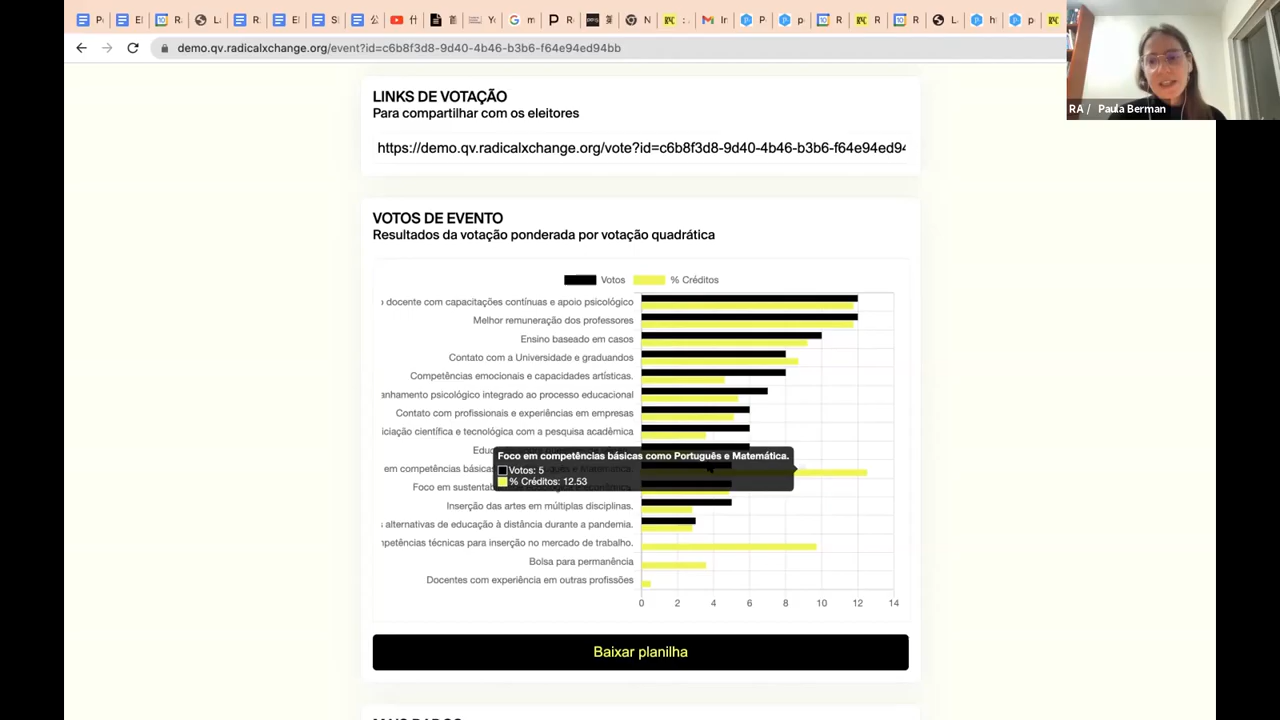 demo.qv.radicalxchange.org/event?id=c6b8f3d8-9d40-4b46-b3b6-f64e94ed94bb
RA / Paula Berman
LINKS DE VOTAÇÃO
Para compartilhar com os eleitores
https://demo.qv.radicalxchange.org/vote?id=c6b8f3d8-9d40-4b46-b3b6-f64e94ed94
VOTOS DE EVENTO
Resultados da votação ponderada por votação quadrática
Votos % Créditos
docente com capacitações contínuas e apoio psicológico
Melhor remuneração dos professores
Ensino baseado em casos
Contato com a Universidade e graduandos
Competências emocionais e capacidades artísticas.
anhamento psicológico integrado ao processo educacional
Contato com profissionais e experiências em empresas
iciação científica e tecnológica com a pesquisa acadêmica
Foco em competências básicas como Português e Matemática.
em competências básicas
Votos: 5
% Créditos: 12.53
Foco em
Inserção das artes em múltiplas disciplinas.
alternativas de educação à distância durante a pandemia.
petências técnicas para inserção no mercado de trabalho.
Bolsa para permanência
Docentes com experiência em outras profissões
0 2 4 6 8 10 12 14
Baixar planilha